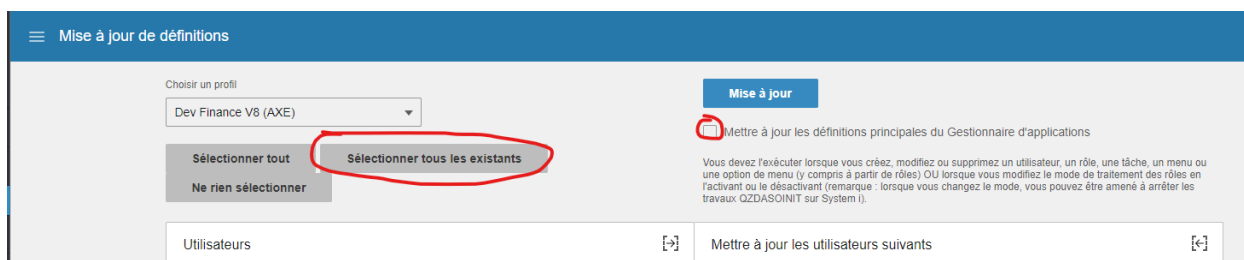 Mise à jour de définitions
Choisir un profil
Dev Finance V8 (AXE)
Mise à jour
Mettre à jour les définitions principales du Gestionnaire d'applications
Sélectionner tout
Sélectionner tous les existants
Ne rien sélectionner
Vous devez l'exécuter lorsque vous créez, modifiez ou supprimez un utilisateur, un rôle, une tâche, un menu ou
une option de menu (y compris à partir de rôles) OU lorsque vous modifiez le mode de traitement des rôles en
l'activant ou le désactivant (remarque : lorsque vous changez le mode, vous pouvez être amené à arrêter les
travaux QZDASOINIT sur System i).
Utilisateurs
Mettre à jour les utilisateurs suivants